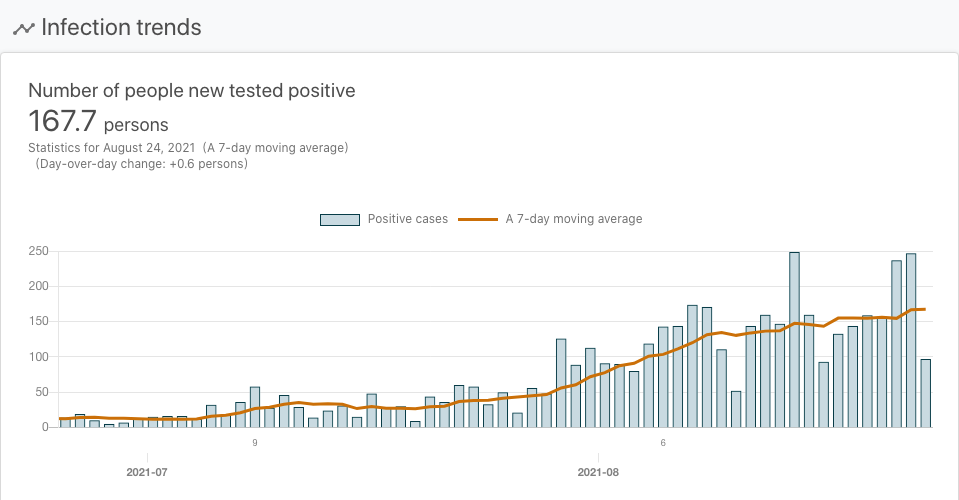 Infection trends
Number of people new tested positive
167.7 persons
Statistics for August 24, 2021 (A 7-day moving average)
(Day-over-day change: +0.6 persons)
Positive cases A 7-day moving average
250
200
150
100
50
0
9 6
2021-07 2021-08